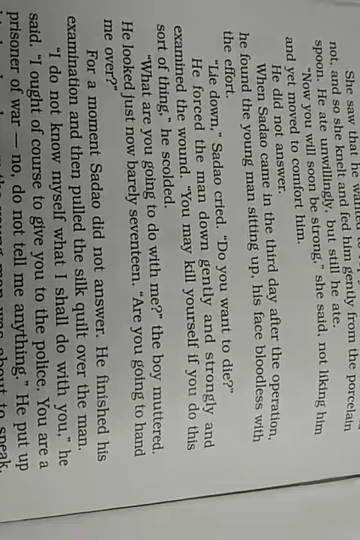 She saw that he
not, and so she knelt and fed him gently from the porcelain
spoon. He ate unwillingly, but still he ate.
"Now you will soon be strong," she said, not liking him
and yet moved to comfort him.
He did not answer.
When Sadao came in the third day after the operation,
he found the young man sitting up, his face bloodless with
the effort.
"Lie down," Sadao cried. "Do you want to die?"
He forced the man down gently and strongly and
examined the wound. "You may kill yourself if you do this
sort of thing," he scolded.
"What are you going to do with me?" the boy muttered.
He looked just now barely seventeen. "Are you going to hand
me over?"
For a moment Sadao did not answer. He finished his
examination and then pulled the silk quilt over the man.
"I do not know myself what I shall do with you," he
said. "I ought of course to give you to the police. You are a
prisoner of war — no, do not tell me anything." He put up
young man was about to speak.